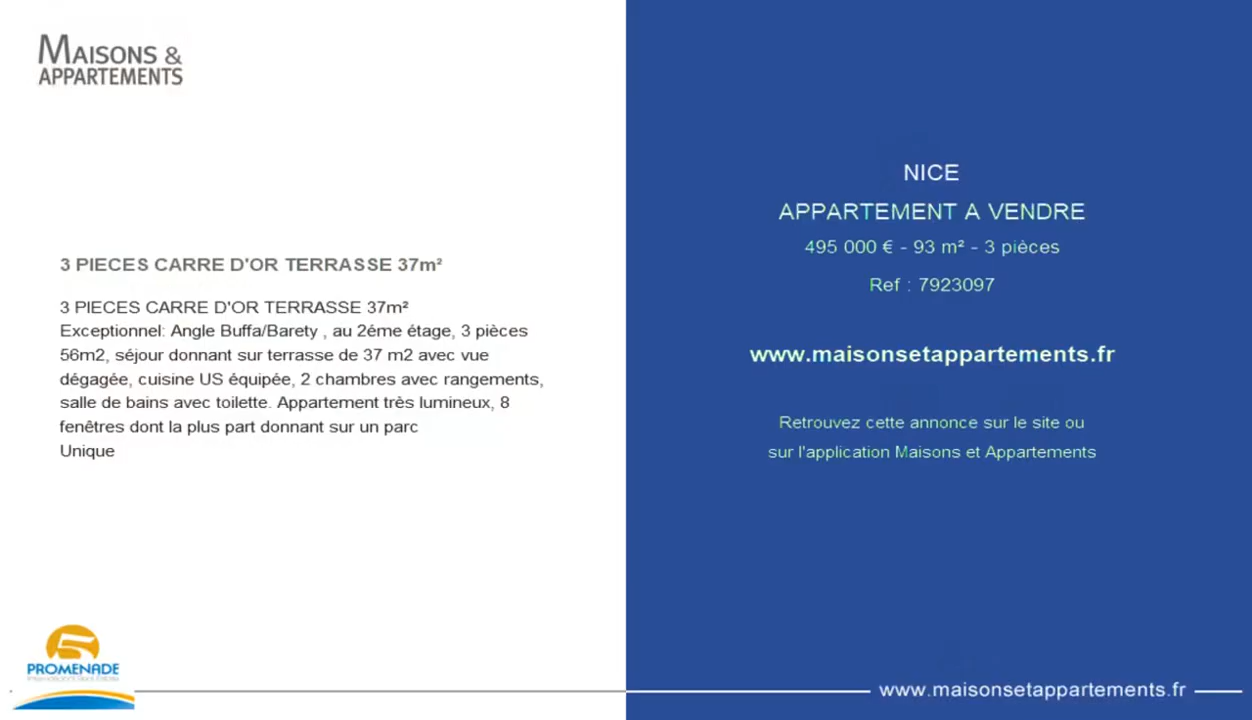 MAISONS &
APPARTEMENTS
3 PIECES CARRE D'OR TERRASSE 37m²
3 PIECES CARRE D'OR TERRASSE 37m²
Exceptionnel: Angle Buffa/Barety , au 2éme étage, 3 pièces
56m2, séjour donnant sur terrasse de 37 m2 avec vue
dégagée, cuisine US équipée, 2 chambres avec rangements,
salle de bains avec toilette. Appartement très lumineux, 8
fenêtres dont la plus part donnant sur un parc
Unique
NICE
APPARTEMENT A VENDRE
495 000 € - 93 m² - 3 pièces
Ref : 7923097
www.maisonsetappartements.fr
Retrouvez cette annonce sur le site ou
sur l'application Maisons et Appartements
5
PROMENADE
www.maisonsetappartements.fr